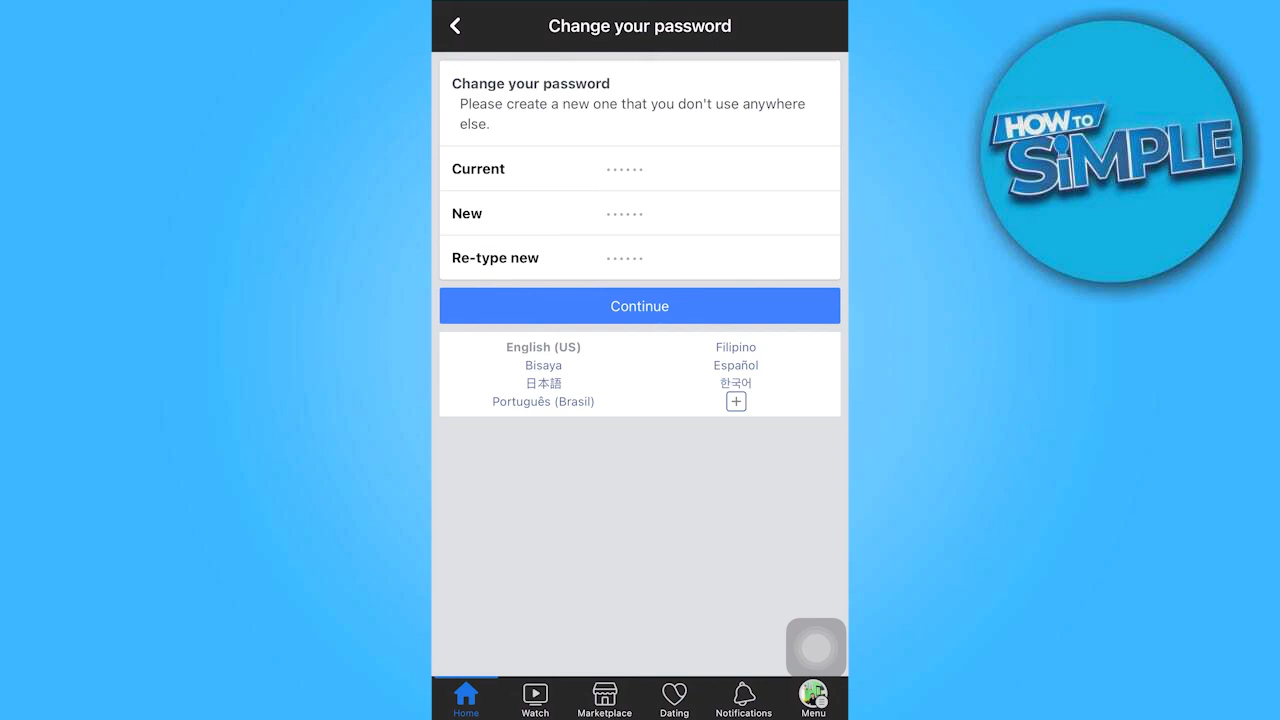 Change your password
HOW TO
SiMPLE
Change your password
Please create a new one that you don't use anywhere
else.
Current ••••••
New ••••••
Re-type new ••••••
Continue
English (US) Filipino
Bisaya Español
日本語 한국어
Português (Brasil) +
Home Watch Marketplace Dating Notifications Menu